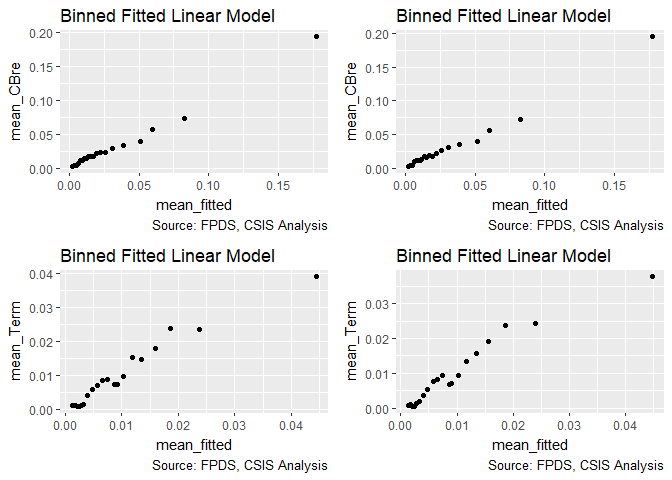 Binned Fitted Linear Model
mean_CBre
0.20
0.15
0.10
0.05
0.00
0.00 0.05 0.10 0.15
mean_fitted
Source: FPDS, CSIS Analysis
Binned Fitted Linear Model
mean_CBre
0.20
0.15
0.10
0.05
0.00
0.00 0.05 0.10 0.15
mean_fitted
Source: FPDS, CSIS Analysis
Binned Fitted Linear Model
mean_Term
0.04
0.03
0.02
0.01
0.00
0.00 0.01 0.02 0.03 0.04
mean_fitted
Source: FPDS, CSIS Analysis
Binned Fitted Linear Model
mean_Term
0.03
0.02
0.01
0.00
0.00 0.01 0.02 0.03 0.04
mean_fitted
Source: FPDS, CSIS Analysis